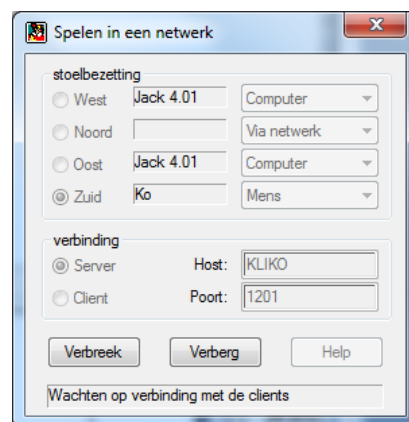 Spelen in een netwerk
stoelbezetting
West Jack 4.01 Computer
Noord Via netwerk
Oost Jack 4.01 Computer
Zuid Ko Mens
verbinding
Server Host: KLIKO
Client Poort: 1201
Verbreek Verberg Help
Wachten op verbinding met de clients